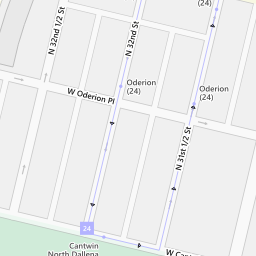 (24)
N 32nd 1/2 St
N 32nd St
Oderion
(24)
W Oderion Pl
Oderion
(24)
N 31st 1/2 St
24
Cantwin
North Dallena
W Can